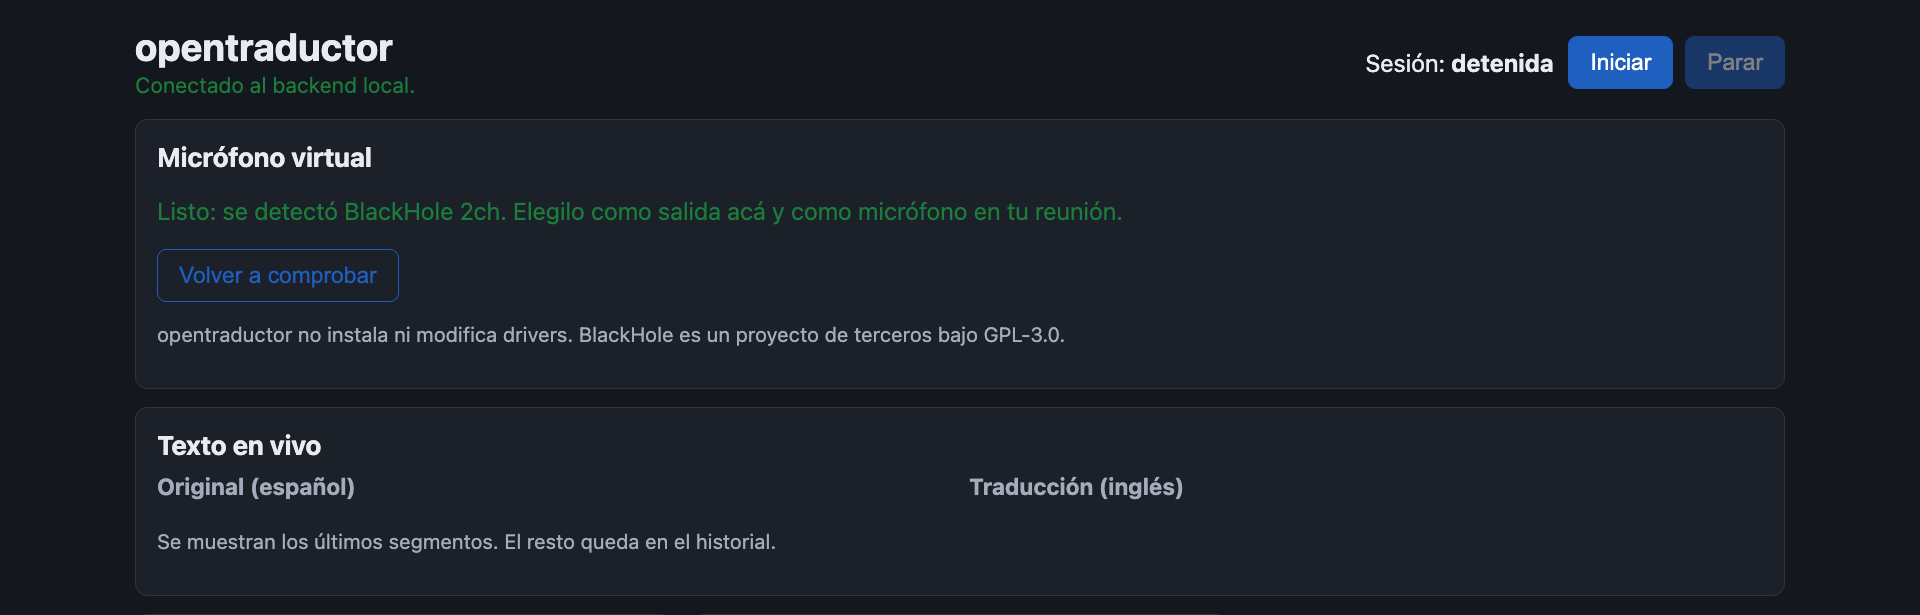 opentraductor
Conectado al backend local.
Sesión: detenida
Iniciar
Parar
Micrófono virtual
Listo: se detectó BlackHole 2ch. Elegilo como salida acá y como micrófono en tu reunión.
Volver a comprobar
opentraductor no instala ni modifica drivers. BlackHole es un proyecto de terceros bajo GPL-3.0.
Texto en vivo
Original (español)
Traducción (inglés)
Se muestran los últimos segmentos. El resto queda en el historial.